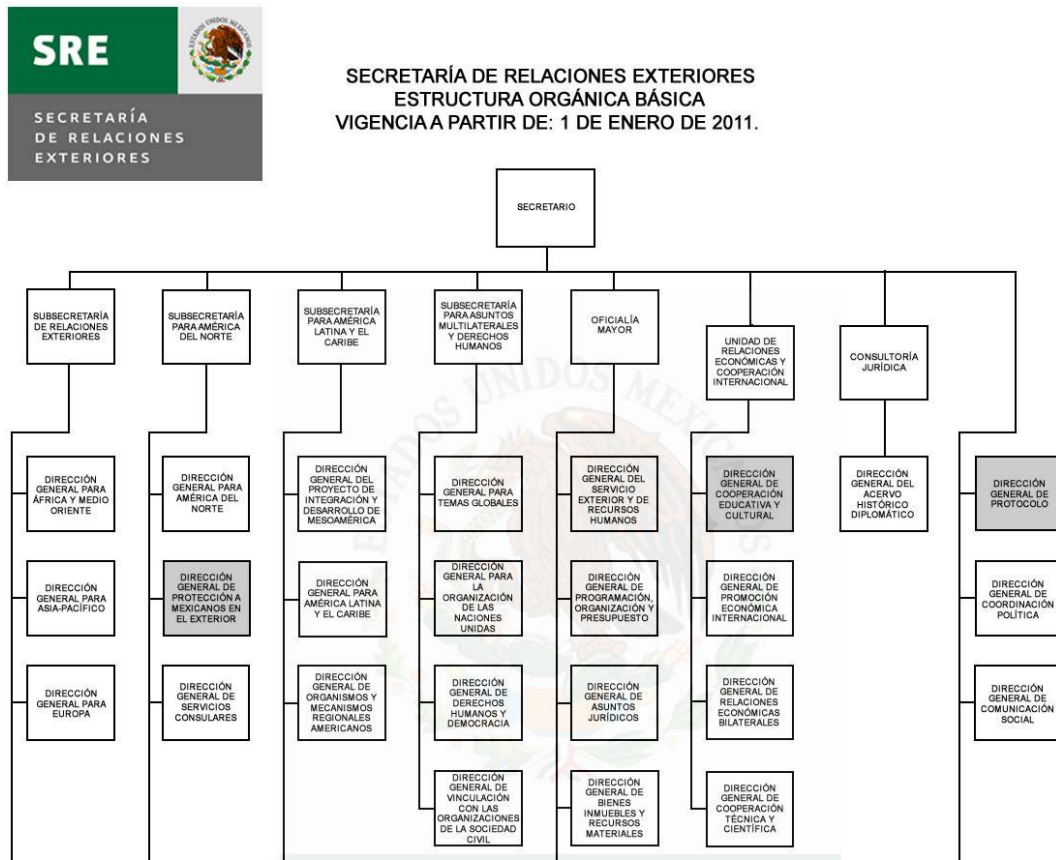 SRE
SECRETARÍA
DE RELACIONES
EXTERIORES
SECRETARÍA DE RELACIONES EXTERIORES
ESTRUCTURA ORGÁNICA BÁSICA
VIGENCIA A PARTIR DE: 1 DE ENERO DE 2011.
SECRETARIO
SUBSECRETARÍA
DE RELACIONES
EXTERIORES
SUBSECRETARÍA
PARA AMÉRICA
DEL NORTE
SUBSECRETARÍA
PARA AMÉRICA
LATINA Y EL
CARIBE
SUBSECRETARÍA
PARA ASUNTOS
MULTILATERALES
Y DERECHOS
HUMANOS
OFICIALÍA
MAYOR
UNIDAD DE
RELACIONES
ECONÓMICAS Y
COOPERACIÓN
INTERNACIONAL
CONSULTORÍA
JURÍDICA
DIRECCIÓN
GENERAL PARA
ÁFRICA Y MEDIO
ORIENTE
DIRECCIÓN
GENERAL PARA
AMÉRICA DEL
NORTE
DIRECCIÓN
GENERAL DEL
PROYECTO DE
INTEGRACIÓN Y
DESARROLLO DE
MESOAMÉRICA
DIRECCIÓN
GENERAL PARA
TEMAS GLOBALES
DIRECCIÓN
GENERAL DEL
SERVICIO
EXTERIOR Y DE
RECURSOS
HUMANOS
DIRECCIÓN
GENERAL DE
COOPERACIÓN
EDUCATIVA Y
CULTURAL
DIRECCIÓN
GENERAL DEL
ACERVO
HISTÓRICO
DIPLOMÁTICO
DIRECCIÓN
GENERAL DE
PROTOCOLO
DIRECCIÓN
GENERAL PARA
ASIA-PACÍFICO
DIRECCIÓN
GENERAL DE
PROTECCIÓN A
MEXICANOS EN
EL EXTERIOR
DIRECCIÓN
GENERAL PARA
AMÉRICA LATINA
Y EL CARIBE
DIRECCIÓN
GENERAL PARA
LA
ORGANIZACIÓN
DE LAS
NACIONES
UNIDAS
DIRECCIÓN
GENERAL DE
PROGRAMACIÓN,
ORGANIZACIÓN Y
PRESUPUESTO
DIRECCIÓN
GENERAL DE
PROMOCIÓN
ECONÓMICA
INTERNACIONAL
DIRECCIÓN
GENERAL DE
COORDINACIÓN
POLÍTICA
DIRECCIÓN
GENERAL PARA
EUROPA
DIRECCIÓN
GENERAL DE
SERVICIOS
CONSULARES
DIRECCIÓN
GENERAL DE
ORGANISMOS Y
MECANISMOS
REGIONALES
AMERICANOS
DIRECCIÓN
GENERAL DE
DERECHOS
HUMANOS Y
DEMOCRACIA
DIRECCIÓN
GENERAL DE
ASUNTOS
JURÍDICOS
DIRECCIÓN
GENERAL DE
RELACIONES
ECONÓMICAS
BILATERALES
DIRECCIÓN
GENERAL DE
COMUNICACIÓN
SOCIAL
DIRECCIÓN
GENERAL DE
VINCULACIÓN
CON LAS
ORGANIZACIONES
DE LA SOCIEDAD
CIVIL
DIRECCIÓN
GENERAL DE
BIENES
INMUEBLES Y
RECURSOS
MATERIALES
DIRECCIÓN
GENERAL DE
COOPERACIÓN
TÉCNICA Y
CIENTÍFICA
ESTADOS UNIDOS MEXICANOS